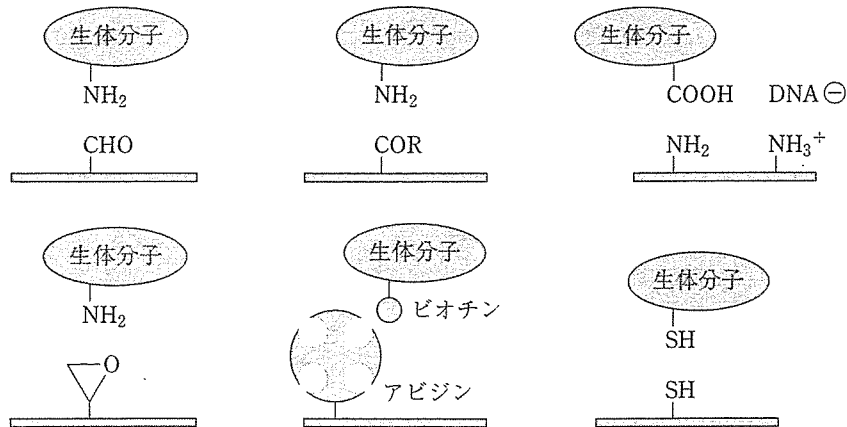 生体分子
NH₂
CHO
生体分子
NH₂
COR
生体分子
COOH DNA⊖
NH₂ NH₃⁺
生体分子
NH₂
O
生体分子
ビオチン
アビジン
生体分子
SH
SH